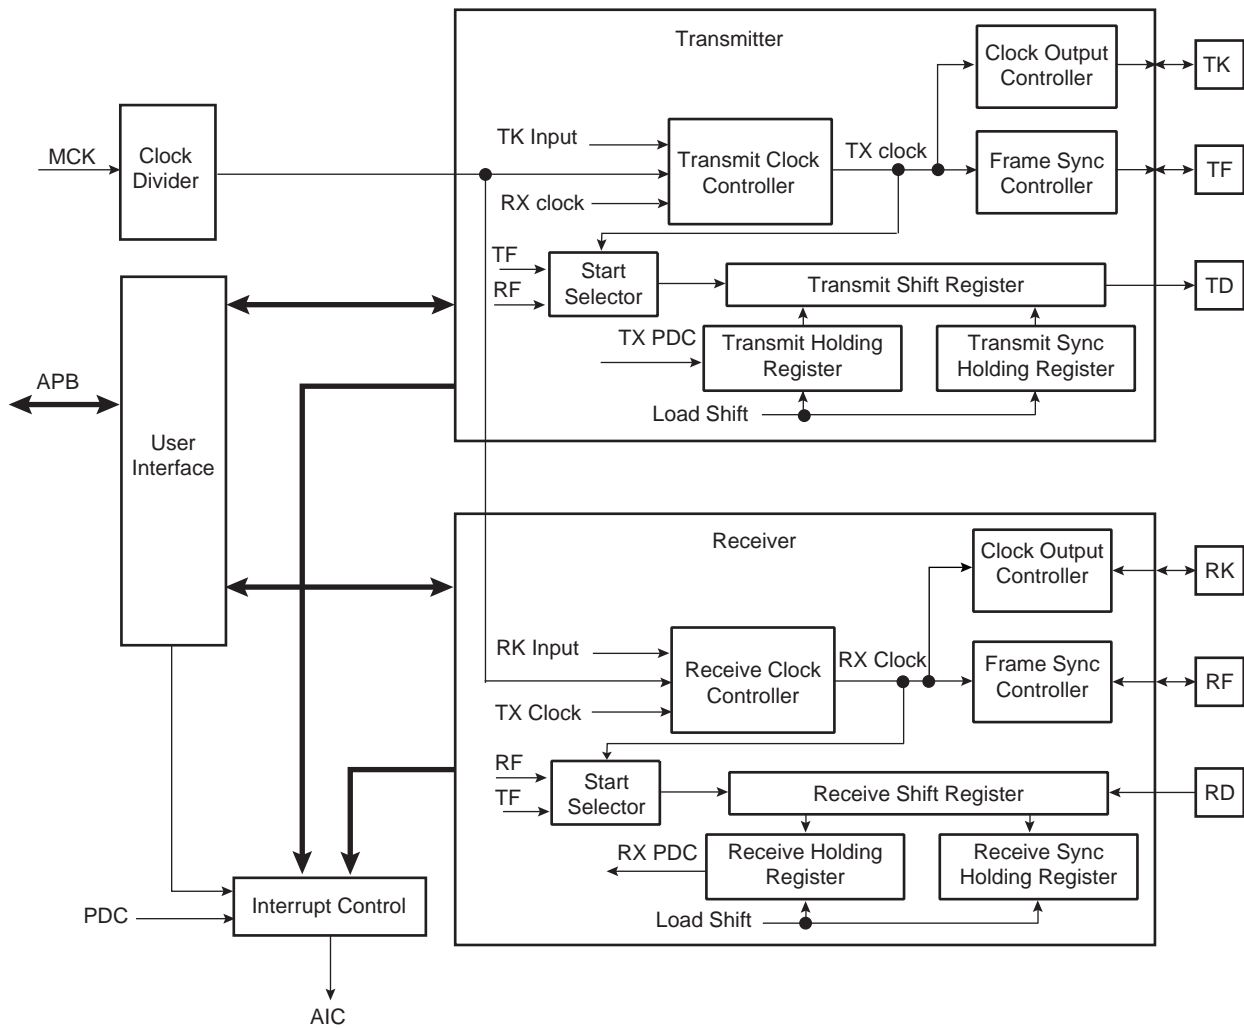 Transmitter
Clock Output
Controller
TK
MCK
Clock
Divider
TK Input
Transmit Clock
Controller
RX clock
TX clock
Frame Sync
Controller
TF
TF
RF
Start
Selector
Transmit Shift Register
TD
TX PDC
Transmit Holding
Register
Transmit Sync
Holding Register
Load Shift
APB
User
Interface
Receiver
Clock Output
Controller
RK
RK Input
Receive Clock
Controller
TX Clock
RX Clock
Frame Sync
Controller
RF
RF
TF
Start
Selector
Receive Shift Register
RD
RX PDC
Receive Holding
Register
Receive Sync
Holding Register
Load Shift
PDC
Interrupt Control
AIC